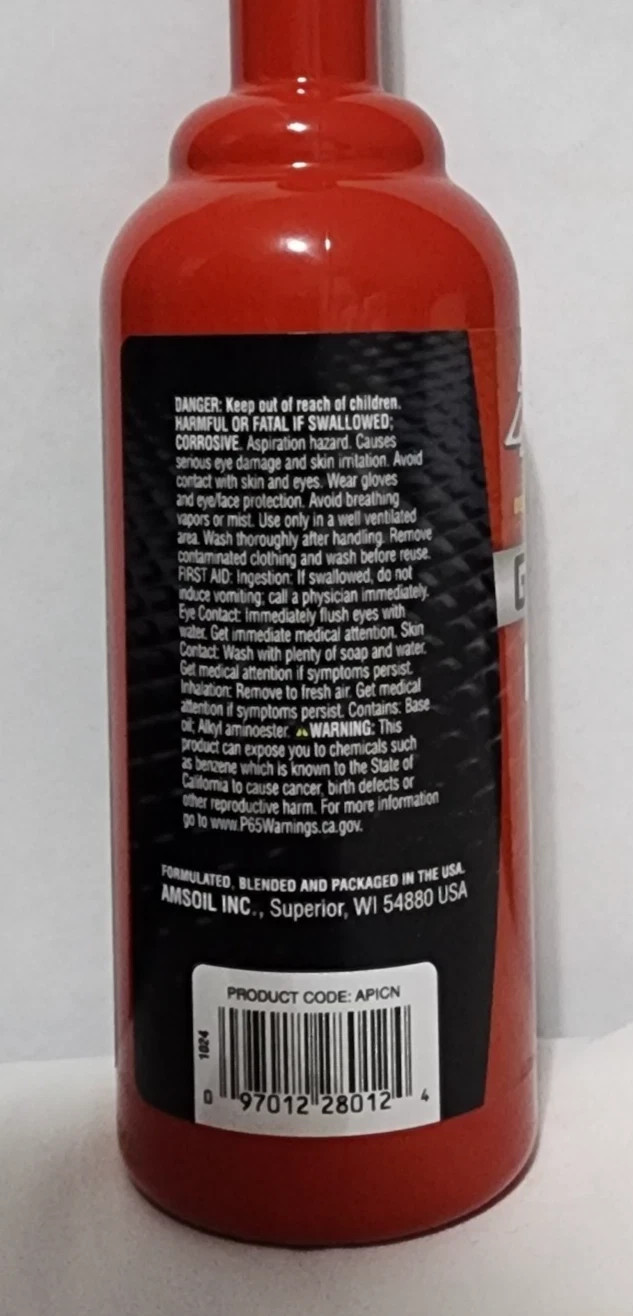 DANGER: Keep out of reach of children.
HARMFUL OR FATAL IF SWALLOWED;
CORROSIVE. Aspiration hazard. Causes
serious eye damage and skin irritation. Avoid
contact with skin and eyes. Wear gloves
and eye/face protection. Avoid breathing
vapors or mist. Use only in a well ventilated
area. Wash thoroughly after handling. Remove
contaminated clothing and wash before reuse.
FIRST AID: Ingestion: If swallowed, do not
induce vomiting; call a physician immediately.
Eye Contact: Immediately flush eyes with
water. Get immediate medical attention. Skin
Contact: Wash with plenty of soap and water.
Get medical attention if symptoms persist.
Inhalation: Remove to fresh air. Get medical
attention if symptoms persist. Contains: Base
oil; Alkyl aminoester. ⚠WARNING: This
product can expose you to chemicals such
as benzene which is known to the State of
California to cause cancer, birth defects or
other reproductive harm. For more information
go to www.P65Warnings.ca.gov.
FORMULATED, BLENDED AND PACKAGED IN THE USA.
AMSOIL INC., Superior, WI 54880 USA
PRODUCT CODE: APICN
1024
0 97012 28012 4